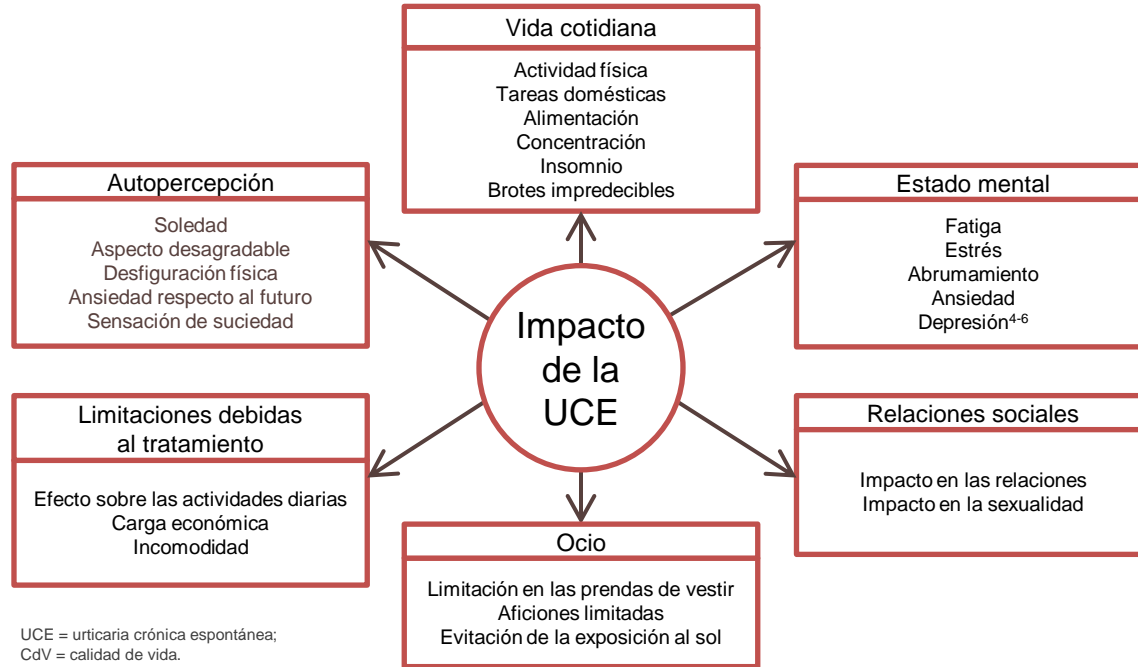 Vida cotidiana
Actividad física
Tareas domésticas
Alimentación
Concentración
Insomnio
Brotes impredecibles
Autopercepción
Soledad
Aspecto desagradable
Desfiguración física
Ansiedad respecto al futuro
Sensación de suciedad
Estado mental
Fatiga
Estrés
Abrumamiento
Ansiedad
Depresión⁴⁻⁶
Impacto
de la
UCE
Limitaciones debidas
al tratamiento
Efecto sobre las actividades diarias
Carga económica
Incomodidad
Relaciones sociales
Impacto en las relaciones
Impacto en la sexualidad
Ocio
Limitación en las prendas de vestir
Aficiones limitadas
Evitación de la exposición al sol
UCE = urticaria crónica espontánea;
CdV = calidad de vida.